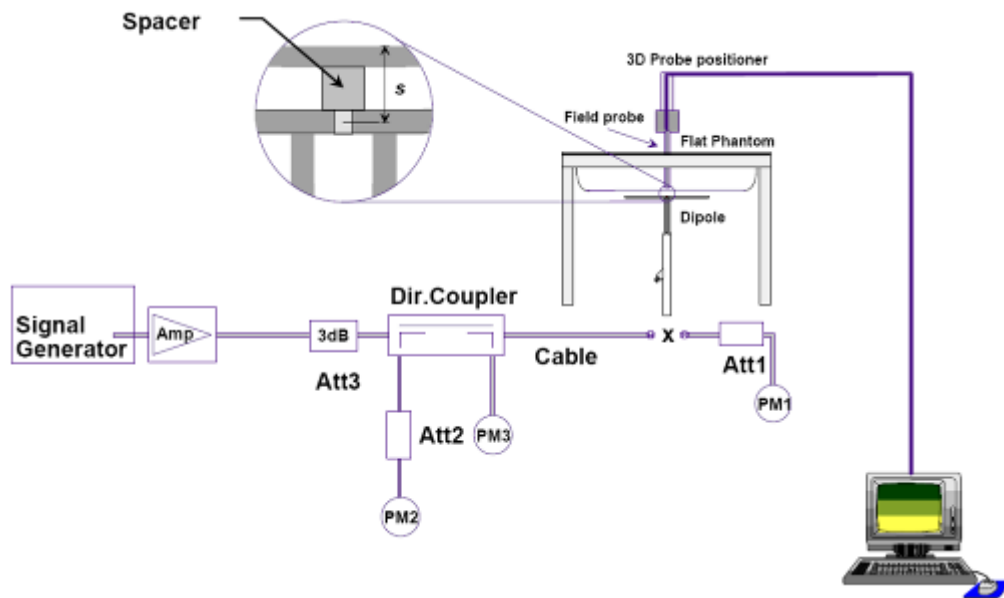 Spacer
s
3D Probe positioner
Field probe
Flat Phantom
Dipole
Signal
Generator
Amp
3dB
Att3
Dir.Coupler
Cable
x
Att1
PM1
Att2
PM3
PM2